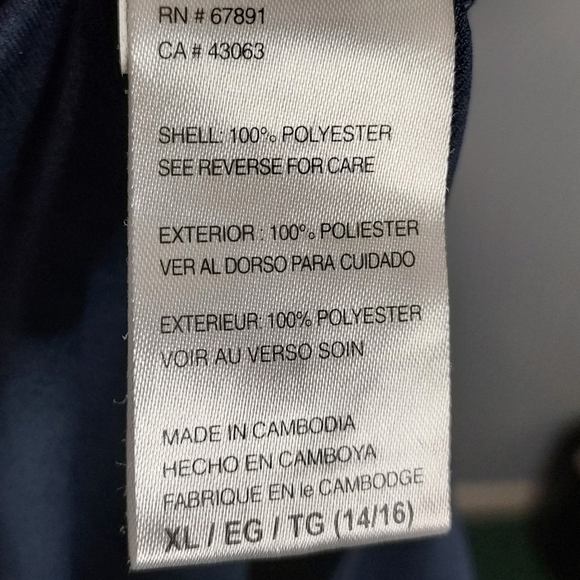 RN # 67891
CA # 43063
SHELL: 100% POLYESTER
SEE REVERSE FOR CARE
EXTERIOR : 100% POLIESTER
VER AL DORSO PARA CUIDADO
EXTERIEUR: 100% POLYESTER
VOIR AU VERSO SOIN
MADE IN CAMBODIA
HECHO EN CAMBOYA
FABRIQUE EN le CAMBODGE
XL / EG / TG (14/16)